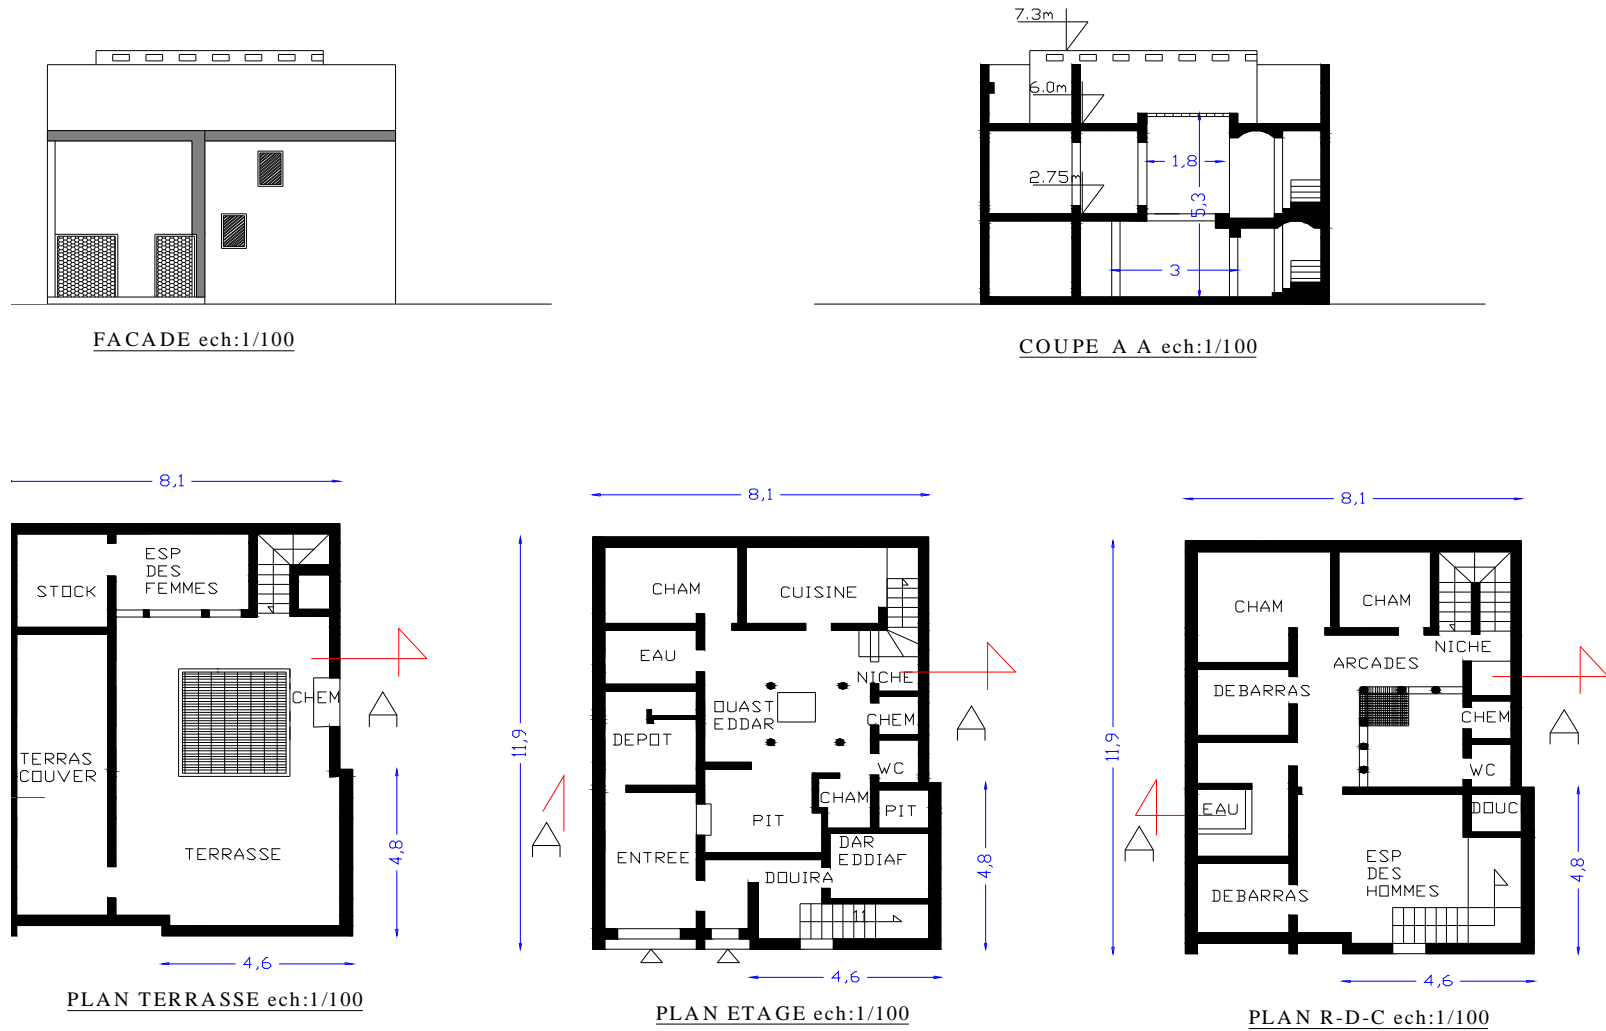 7.3m
6.0m
1,8
2.75m
5,3
3
FACADE ech:1/100
COUPE A A ech:1/100
8,1
ESP
DES
FEMMES
STOCK
CHEM
A
TERRAS
COUVER
TERRASSE
4,8
4,6
PLAN TERRASSE ech:1/100
8,1
11,9
CHAM
CUISINE
EAU
NICHE
OUAST
EDDAR
CHEM
A
DEPOT
WC
CHAM
PIT
PIT
A
ENTREE
DAR
EDDIAF
DOUIRA
4,8
11
4,6
PLAN ETAGE ech:1/100
8,1
11,9
CHAM
CHAM
NICHE
ARCADES
DEBARRAS
CHEM
A
WC
EAU
DOUC
A
ESP
DES
HOMMES
DEBARRAS
4,8
4,6
PLAN R-D-C ech:1/100